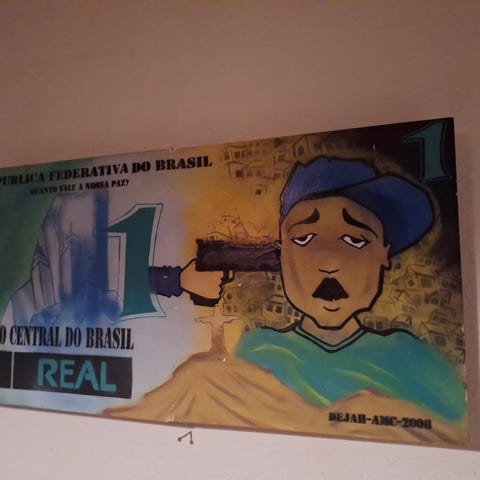 PUBLICA FEDERATIVA DO BRASIL
QUANTO VALE A NOSSA PAZ?
1
1
O CENTRAL DO BRASIL
REAL
DEJAH-AMC-2008